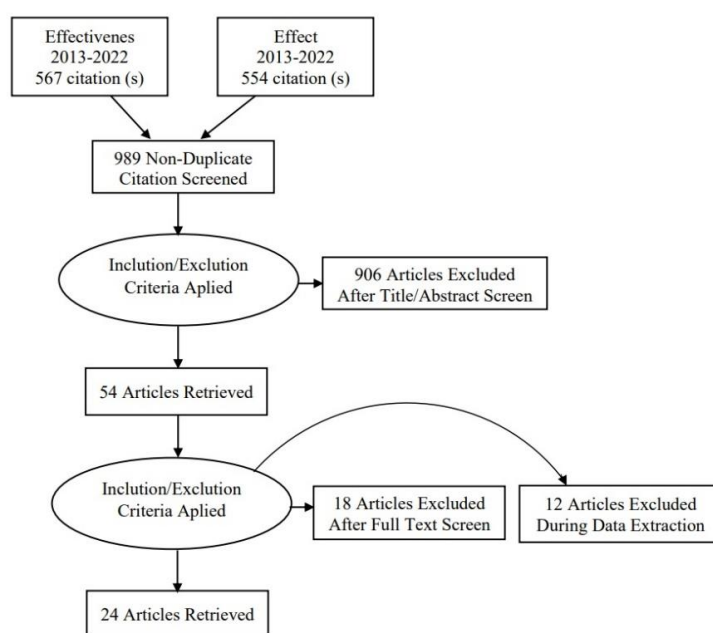 Effectivenes
2013-2022
567 citation (s)
Effect
2013-2022
554 citation (s)
989 Non-Duplicate
Citation Screened
Inclution/Exclution
Criteria Aplied
906 Articles Excluded
After Title/Abstract Screen
54 Articles Retrieved
Inclution/Exclution
Criteria Aplied
18 Articles Excluded
After Full Text Screen
12 Articles Excluded
During Data Extraction
24 Articles Retrieved